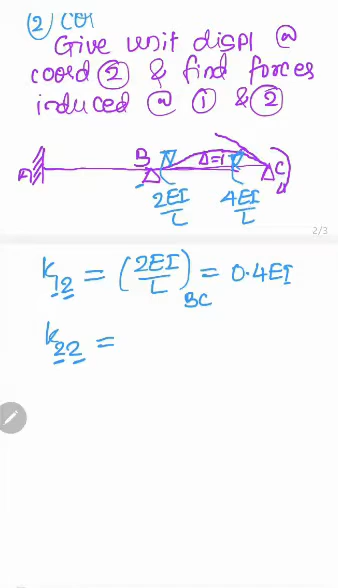 (2) COl
Give unit displ @
coord (2) & find forces
induced @ (1) & (2)
A B Δ=1 C
2EI/L 4EI/L
2/3
k12 = (2EI/L)BC = 0.4EI
k22 =